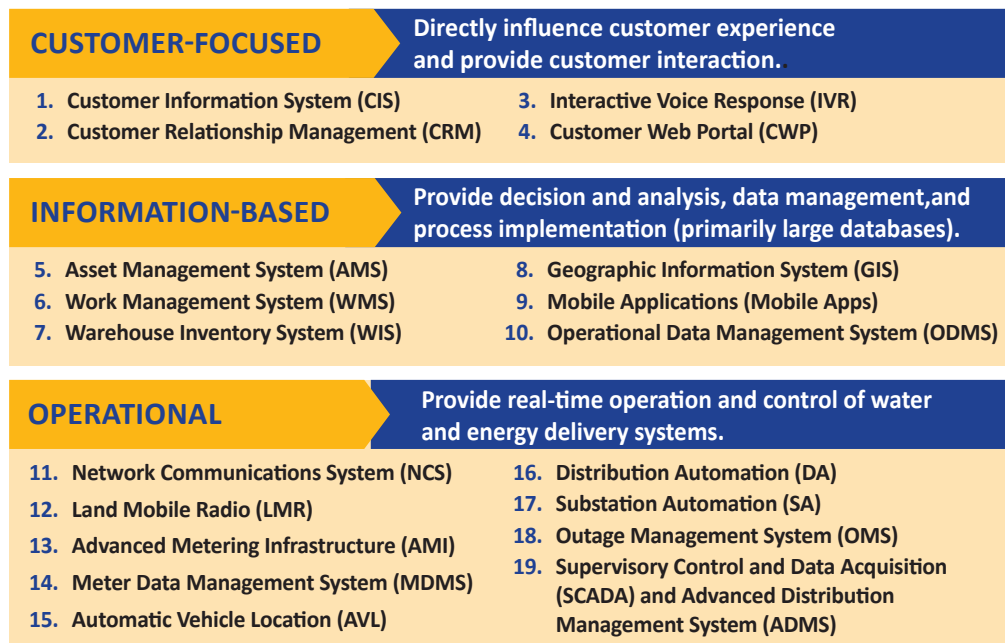 CUSTOMER-FOCUSED
Directly influence customer experience
and provide customer interaction..
1. Customer Information System (CIS)
2. Customer Relationship Management (CRM)
3. Interactive Voice Response (IVR)
4. Customer Web Portal (CWP)
INFORMATION-BASED
Provide decision and analysis, data management,and
process implementation (primarily large databases).
5. Asset Management System (AMS)
6. Work Management System (WMS)
7. Warehouse Inventory System (WIS)
8. Geographic Information System (GIS)
9. Mobile Applications (Mobile Apps)
10. Operational Data Management System (ODMS)
OPERATIONAL
Provide real-time operation and control of water
and energy delivery systems.
11. Network Communications System (NCS)
12. Land Mobile Radio (LMR)
13. Advanced Metering Infrastructure (AMI)
14. Meter Data Management System (MDMS)
15. Automatic Vehicle Location (AVL)
16. Distribution Automation (DA)
17. Substation Automation (SA)
18. Outage Management System (OMS)
19. Supervisory Control and Data Acquisition
(SCADA) and Advanced Distribution
Management System (ADMS)